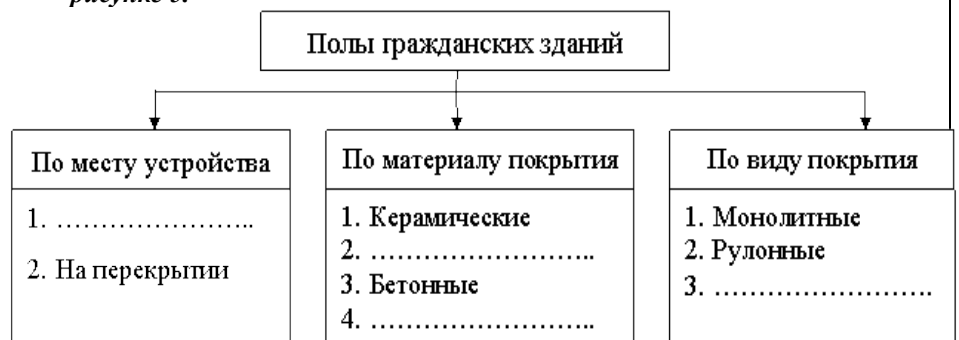 рисунке 3.
Полы гражданских зданий
По месту устройства
1. …………………..
2. На перекрытии
По материалу покрытия
1. Керамические
2. ……………………..
3. Бетонные
4. ……………………..
По виду покрытия
1. Монолитные
2. Рулонные
3. …………………….